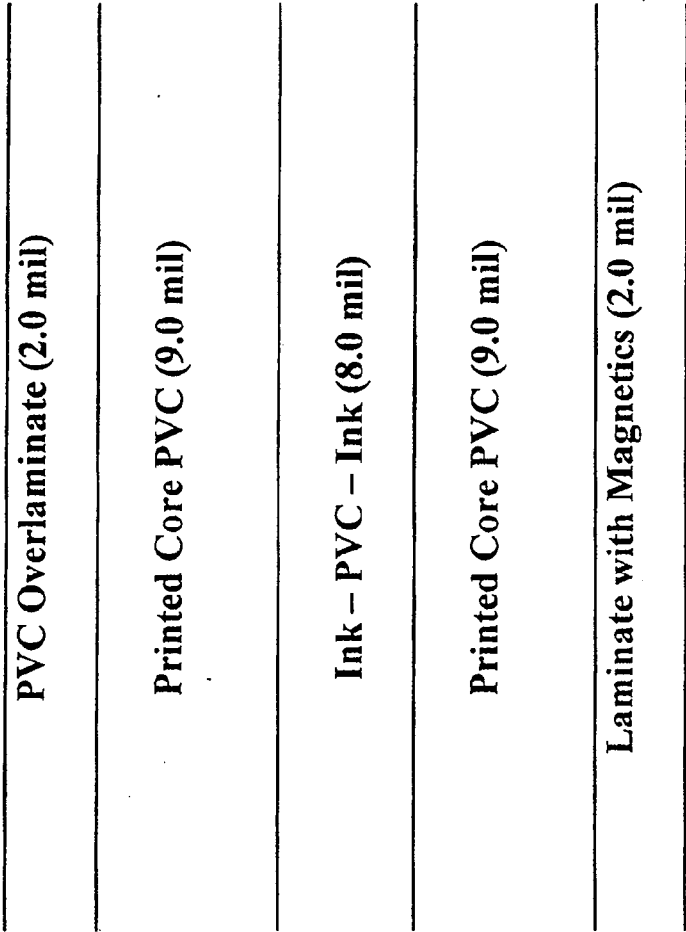 PVC Overlaminate (2.0 mil)
Printed Core PVC (9.0 mil)
Ink – PVC – Ink (8.0 mil)
Printed Core PVC (9.0 mil)
Laminate with Magnetics (2.0 mil)